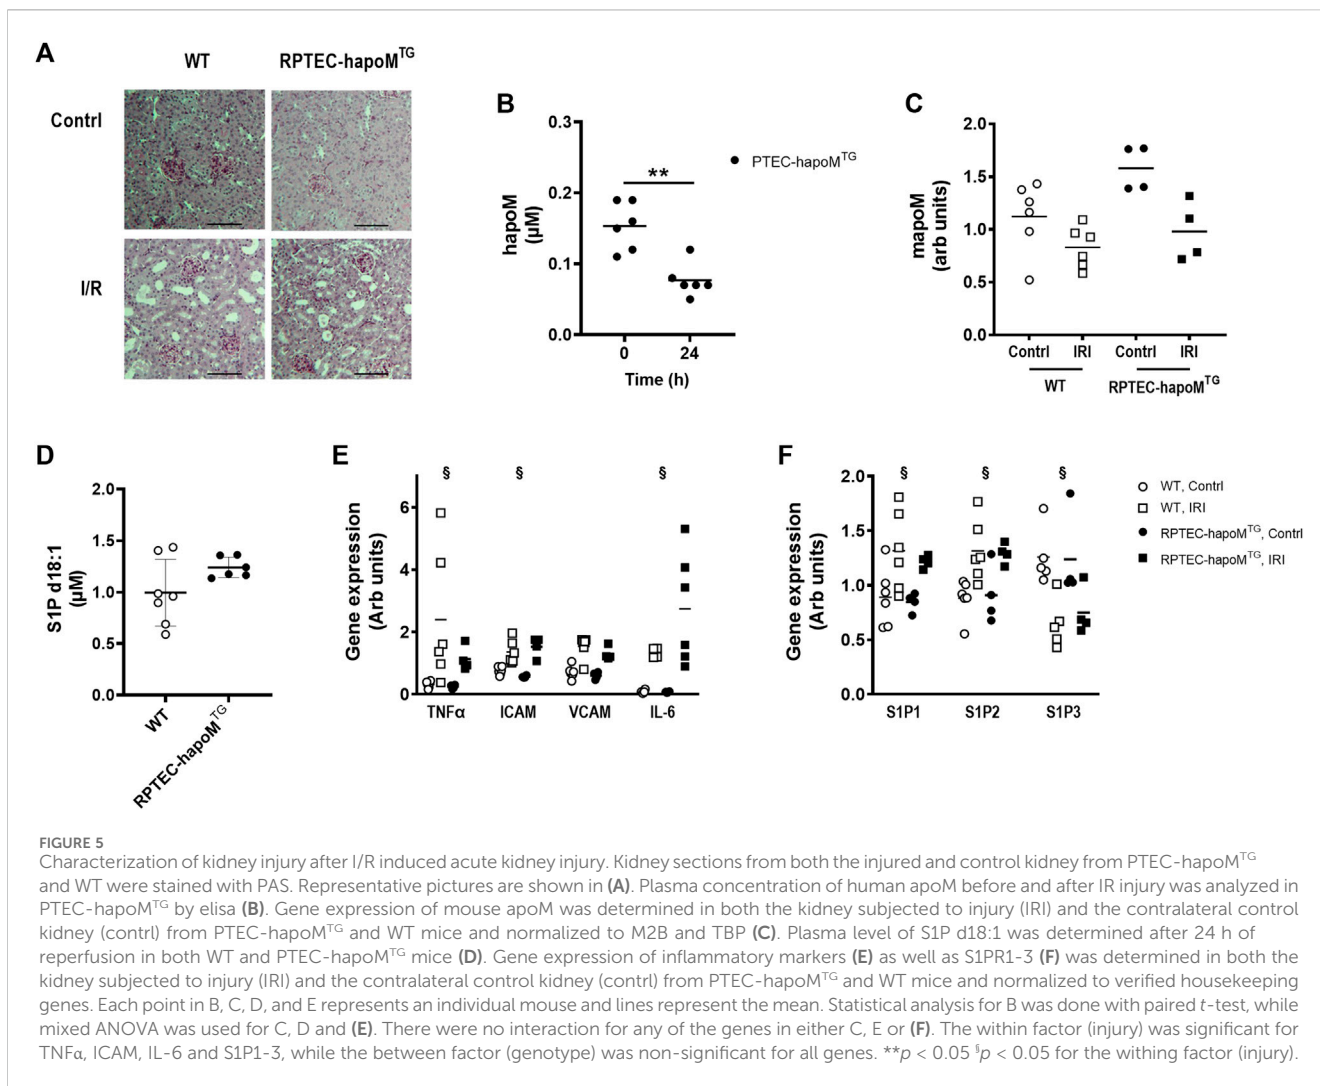 A
WT
RPTEC-hapoM^TG
Contrl
I/R
B
hapoM
(µM)
0.3
0.2
0.1
0.0
**
0
24
Time (h)
PTEC-hapoM^TG
C
mapoM
(arb units)
2.0
1.5
1.0
0.5
0.0
Contrl
IRI
Contrl
IRI
WT
RPTEC-hapoM^TG
D
S1P d18:1
(µM)
2.0
1.5
1.0
0.5
0.0
WT
RPTEC-hapoM^TG
E
Gene expression
(Arb units)
6
4
2
0
§
§
§
TNFα
ICAM
VCAM
IL-6
F
Gene expression
(Arb units)
2.0
1.5
1.0
0.5
0.0
§
§
§
S1P1
S1P2
S1P3
WT, Contrl
WT, IRI
RPTEC-hapoM^TG, Contrl
RPTEC-hapoM^TG, IRI
FIGURE 5
Characterization of kidney injury after I/R induced acute kidney injury. Kidney sections from both the injured and control kidney from PTEC-hapoM^TG
and WT were stained with PAS. Representative pictures are shown in (A). Plasma concentration of human apoM before and after IR injury was analyzed in
PTEC-hapoM^TG by elisa (B). Gene expression of mouse apoM was determined in both the kidney subjected to injury (IRI) and the contralateral control
kidney (contrl) from PTEC-hapoM^TG and WT mice and normalized to M2B and TBP (C). Plasma level of S1P d18:1 was determined after 24 h of
reperfusion in both WT and PTEC-hapoM^TG mice (D). Gene expression of inflammatory markers (E) as well as S1PR1-3 (F) was determined in both the
kidney subjected to injury (IRI) and the contralateral control kidney (contrl) from PTEC-hapoM^TG and WT mice and normalized to verified housekeeping
genes. Each point in B, C, D, and E represents an individual mouse and lines represent the mean. Statistical analysis for B was done with paired t-test, while
mixed ANOVA was used for C, D and (E). There were no interaction for any of the genes in either C, E or (F). The within factor (injury) was significant for
TNFα, ICAM, IL-6 and S1P1-3, while the between factor (genotype) was non-significant for all genes. **p < 0.05 §p < 0.05 for the withing factor (injury).